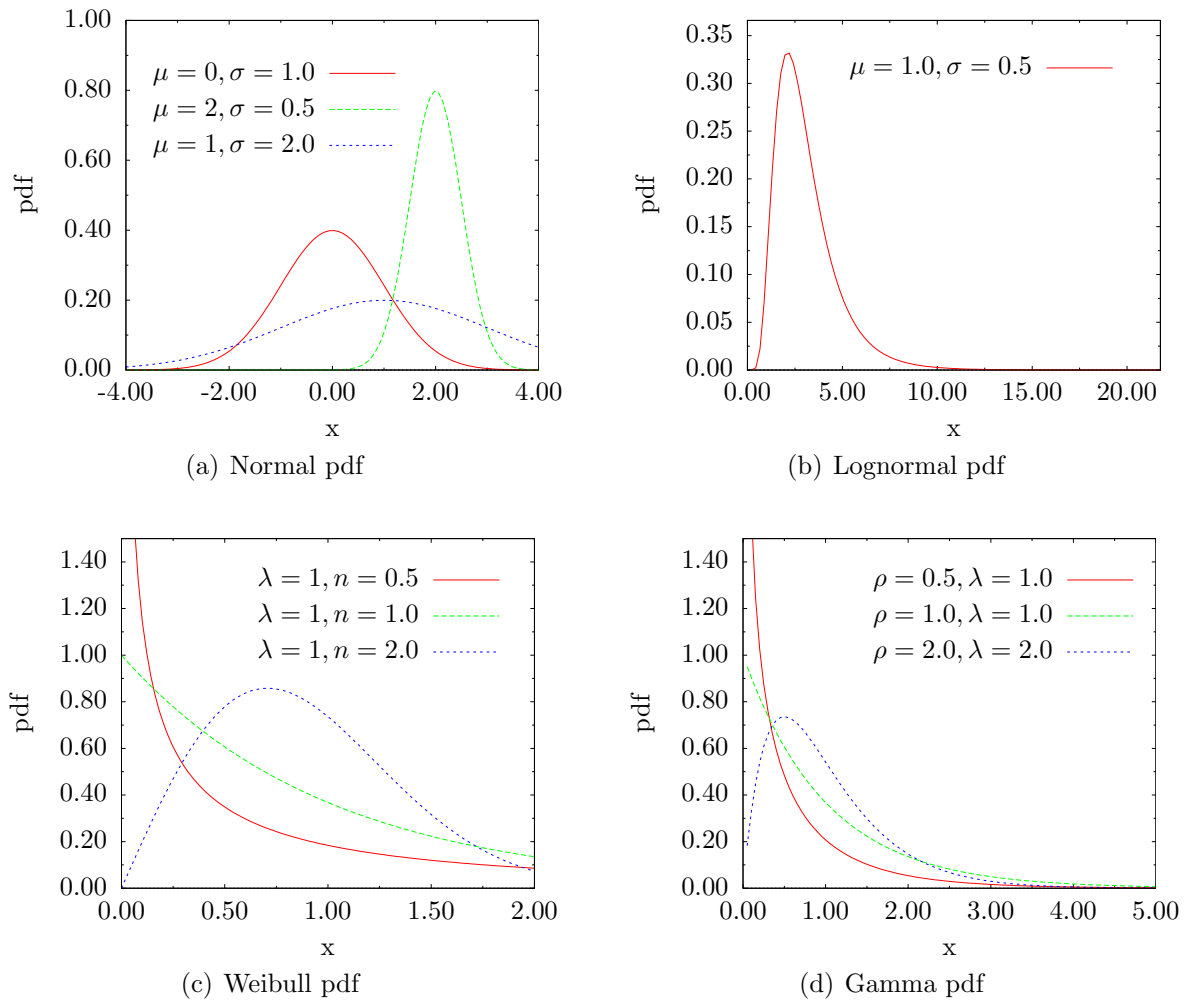 1.00
0.80
0.60
0.40
0.20
0.00
pdf
μ = 0, σ = 1.0
μ = 2, σ = 0.5
μ = 1, σ = 2.0
-4.00 -2.00 0.00 2.00 4.00
x
(a) Normal pdf
0.35
0.30
0.25
0.20
0.15
0.10
0.05
0.00
pdf
μ = 1.0, σ = 0.5
0.00 5.00 10.00 15.00 20.00
x
(b) Lognormal pdf
1.40
1.20
1.00
0.80
0.60
0.40
0.20
0.00
pdf
λ = 1, n = 0.5
λ = 1, n = 1.0
λ = 1, n = 2.0
0.00 0.50 1.00 1.50 2.00
x
(c) Weibull pdf
1.40
1.20
1.00
0.80
0.60
0.40
0.20
0.00
pdf
ρ = 0.5, λ = 1.0
ρ = 1.0, λ = 1.0
ρ = 2.0, λ = 2.0
0.00 1.00 2.00 3.00 4.00 5.00
x
(d) Gamma pdf